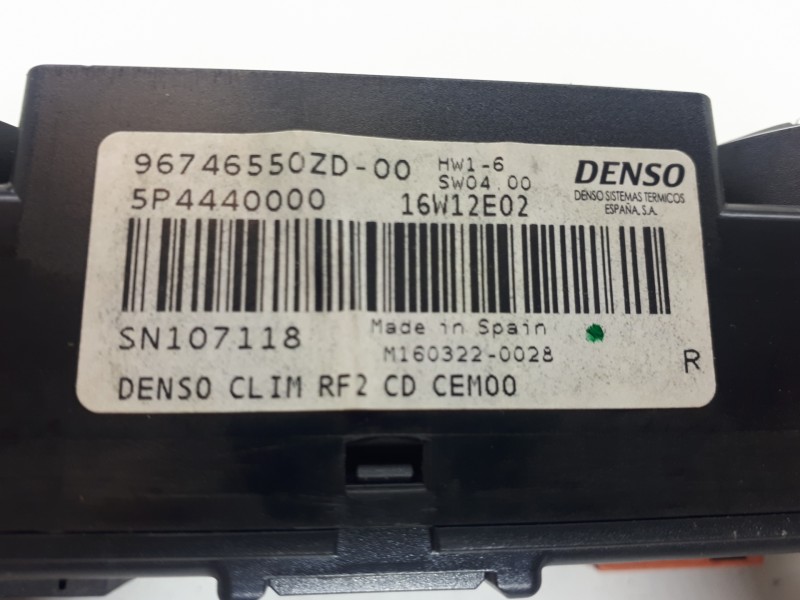 96746550ZD-00 HW1-6
SW04.00
5P4440000 16W12E02
DENSO
DENSO SISTEMAS TERMICOS
ESPAÑA, S.A.
SN107118 Made in Spain
M160322-0028
R
DENSO CLIM RF2 CD CEM00